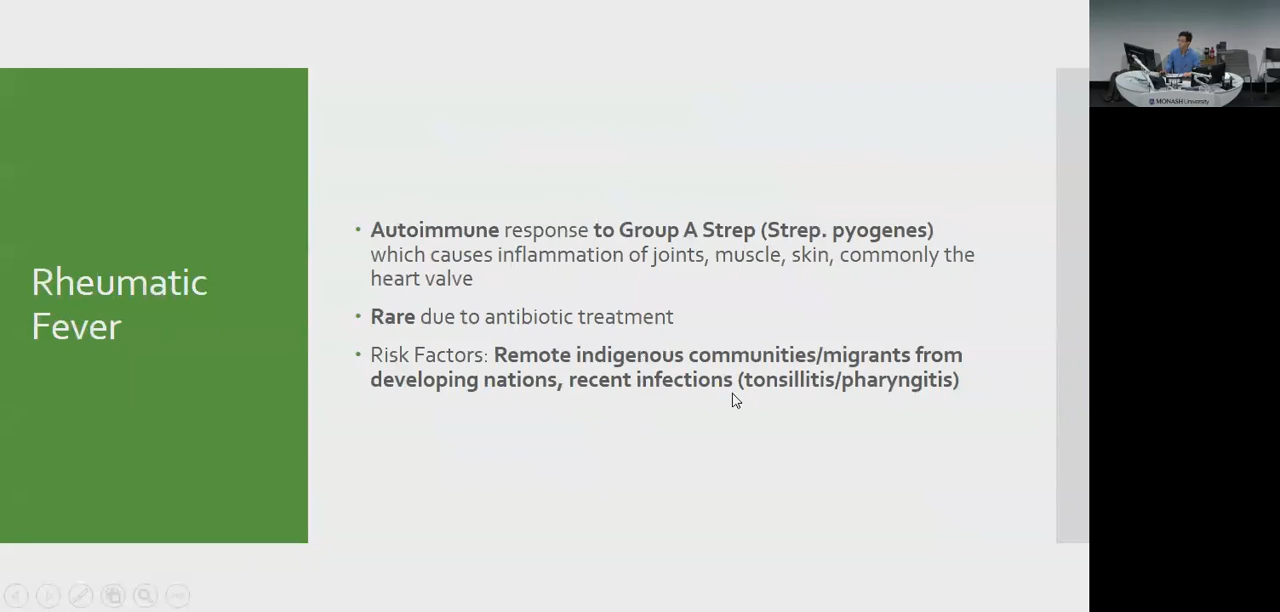 Rheumatic
Fever
• Autoimmune response to Group A Strep (Strep. pyogenes)
which causes inflammation of joints, muscle, skin, commonly the
heart valve
• Rare due to antibiotic treatment
• Risk Factors: Remote indigenous communities/migrants from
developing nations, recent infections (tonsillitis/pharyngitis)
MONASH University